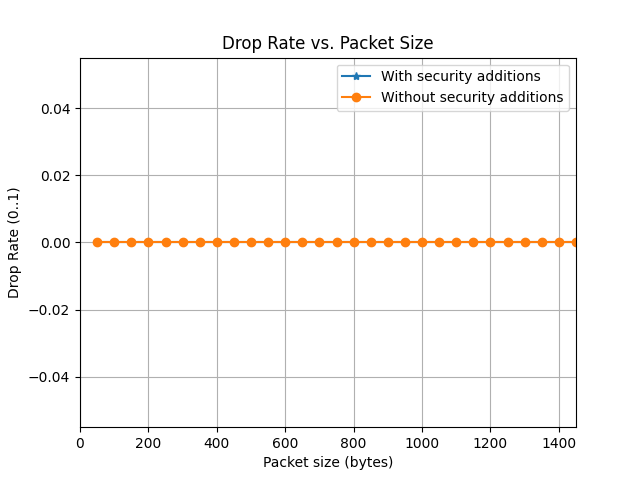 Drop Rate vs. Packet Size
With security additions
Without security additions
0.04
0.02
0.00
−0.02
−0.04
Drop Rate (0..1)
0 200 400 600 800 1000 1200 1400
Packet size (bytes)